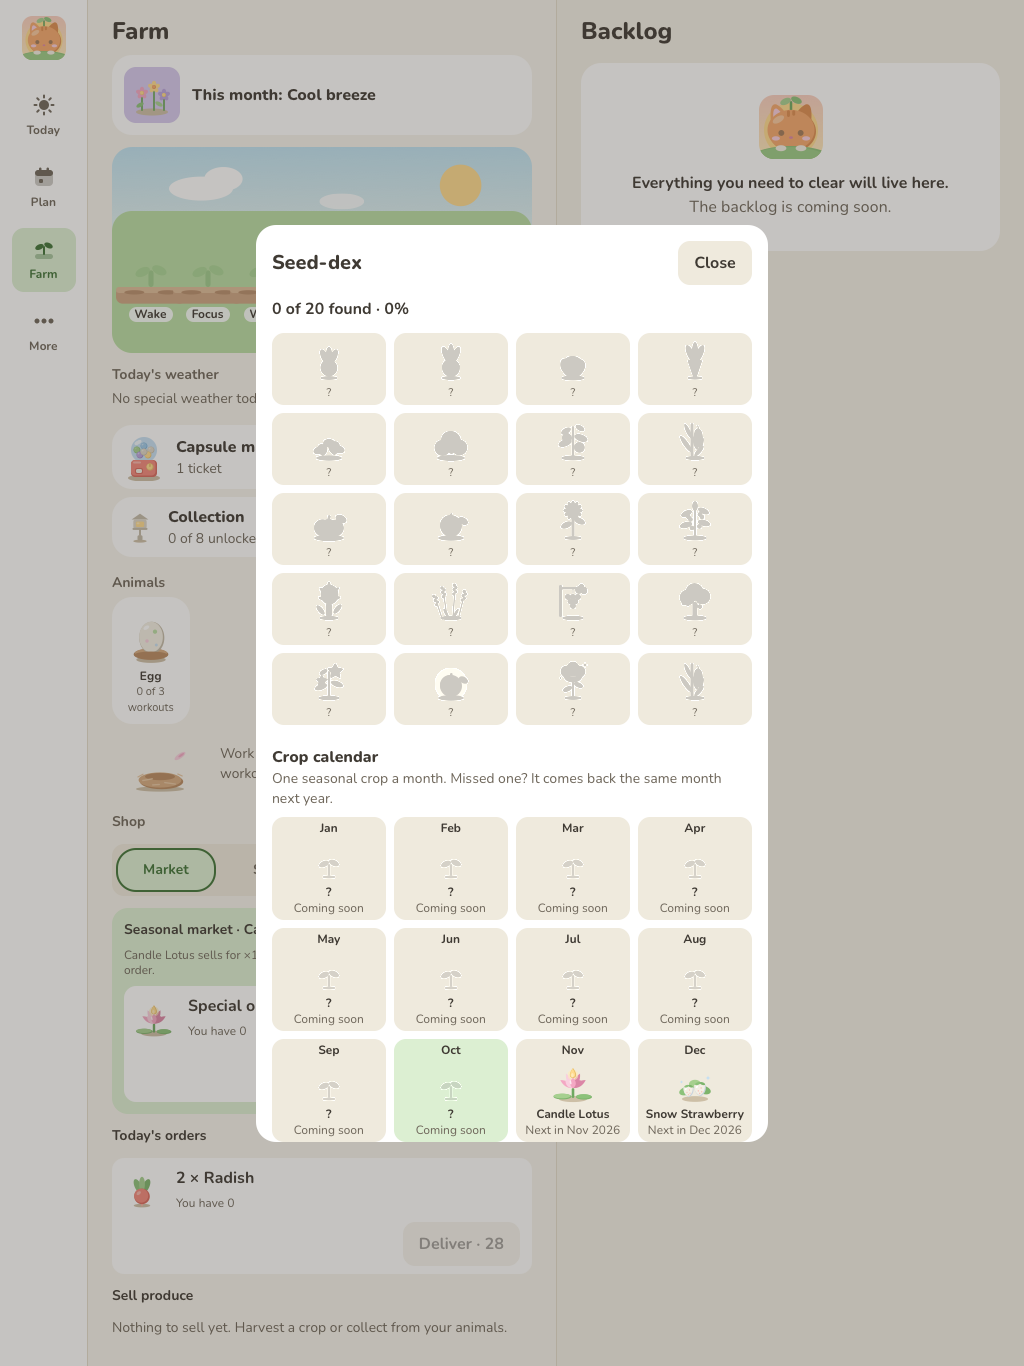 Farm
Backlog
Today
Plan
Farm
More
This month: Cool breeze
Everything you need to clear will live here.
The backlog is coming soon.
Wake
Focus
Today's weather
No special weather tod
Capsule m
1 ticket
Collection
0 of 8 unlocke
Animals
Egg
0 of 3
workouts
Work
worko
Shop
Market
Seasonal market · Ca
Candle Lotus sells for ×1
order.
Special o
You have 0
Today's orders
2 × Radish
You have 0
Deliver · 28
Sell produce
Nothing to sell yet. Harvest a crop or collect from your animals.
Seed-dex
Close
0 of 20 found · 0%
? ? ? ?
? ? ? ?
? ? ? ?
? ? ? ?
? ? ? ?
Crop calendar
One seasonal crop a month. Missed one? It comes back the same month
next year.
Jan Feb Mar Apr
? ? ? ?
Coming soon Coming soon Coming soon Coming soon
May Jun Jul Aug
? ? ? ?
Coming soon Coming soon Coming soon Coming soon
Sep Oct Nov Dec
? ? Candle Lotus Snow Strawberry
Coming soon Coming soon Next in Nov 2026 Next in Dec 2026